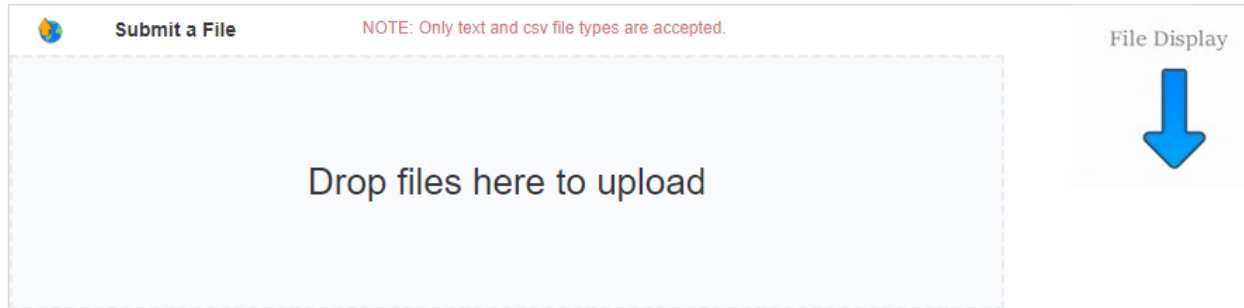 Submit a File
NOTE: Only text and csv file types are accepted.
File Display
Drop files here to upload